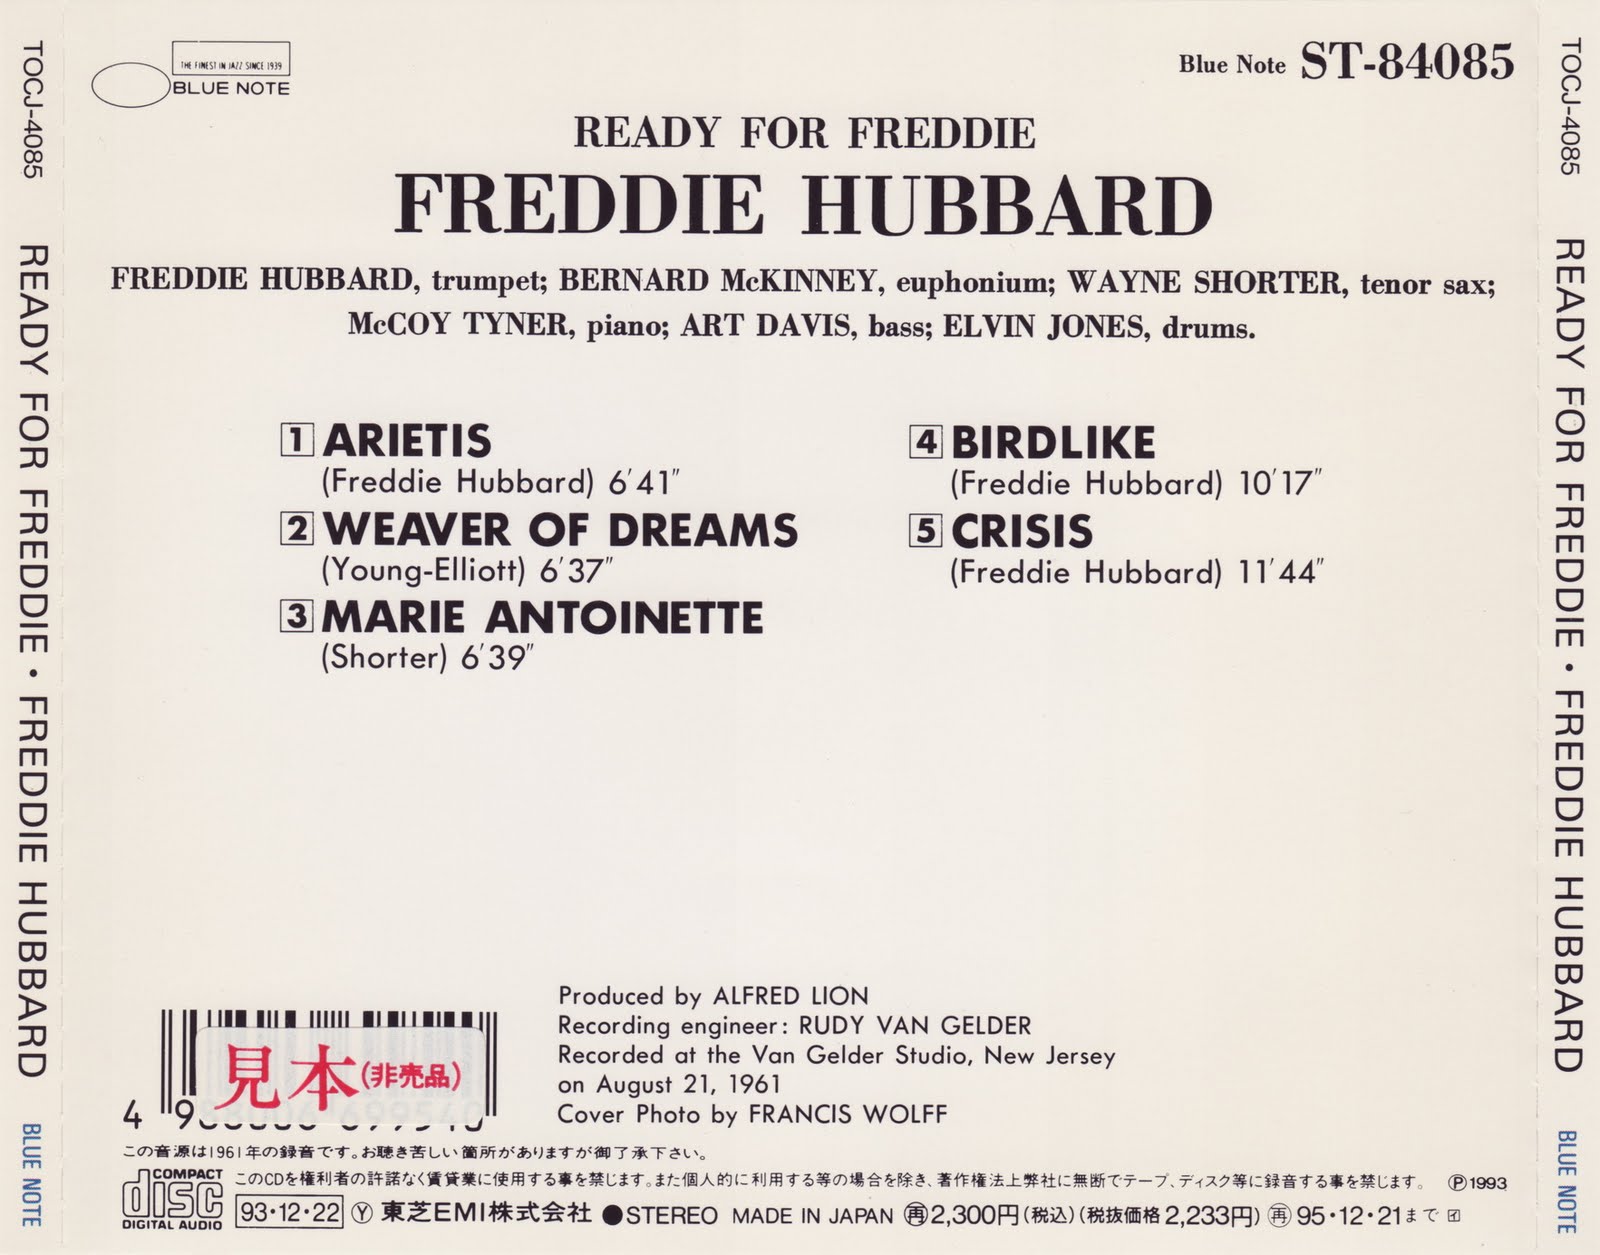 TOCJ-4085 READY FOR FREDDIE • FREDDIE HUBBARD BLUE NOTE
THE FINEST IN JAZZ SINCE 1939
BLUE NOTE
Blue Note ST-84085
READY FOR FREDDIE
FREDDIE HUBBARD
FREDDIE HUBBARD, trumpet; BERNARD McKINNEY, euphonium; WAYNE SHORTER, tenor sax;
McCOY TYNER, piano; ART DAVIS, bass; ELVIN JONES, drums.
1 ARIETIS
(Freddie Hubbard) 6'41"
2 WEAVER OF DREAMS
(Young-Elliott) 6'37"
3 MARIE ANTOINETTE
(Shorter) 6'39"
4 BIRDLIKE
(Freddie Hubbard) 10'17"
5 CRISIS
(Freddie Hubbard) 11'44"
Produced by ALFRED LION
Recording engineer: RUDY VAN GELDER
Recorded at the Van Gelder Studio, New Jersey
on August 21, 1961
Cover Photo by FRANCIS WOLFF
見本(非売品)
4 988006 699540
この音源は1961年の録音です。お聴き苦しい箇所がありますが御了承下さい。
COMPACT disc DIGITAL AUDIO
このCDを権利者の許諾なく賃貸業に使用する事を禁じます。また個人的に利用する等の場合を除き、著作権法上弊社に無断でテープ、ディスク等に録音する事を禁じます。 Ⓟ1993
93・12・22 Ⓨ 東芝EMI株式会社 ●STEREO MADE IN JAPAN ㊢2,300円(税込)(税抜価格2,233円) ㊢95・12・21まで
TOCJ-4085 READY FOR FREDDIE • FREDDIE HUBBARD BLUE NOTE